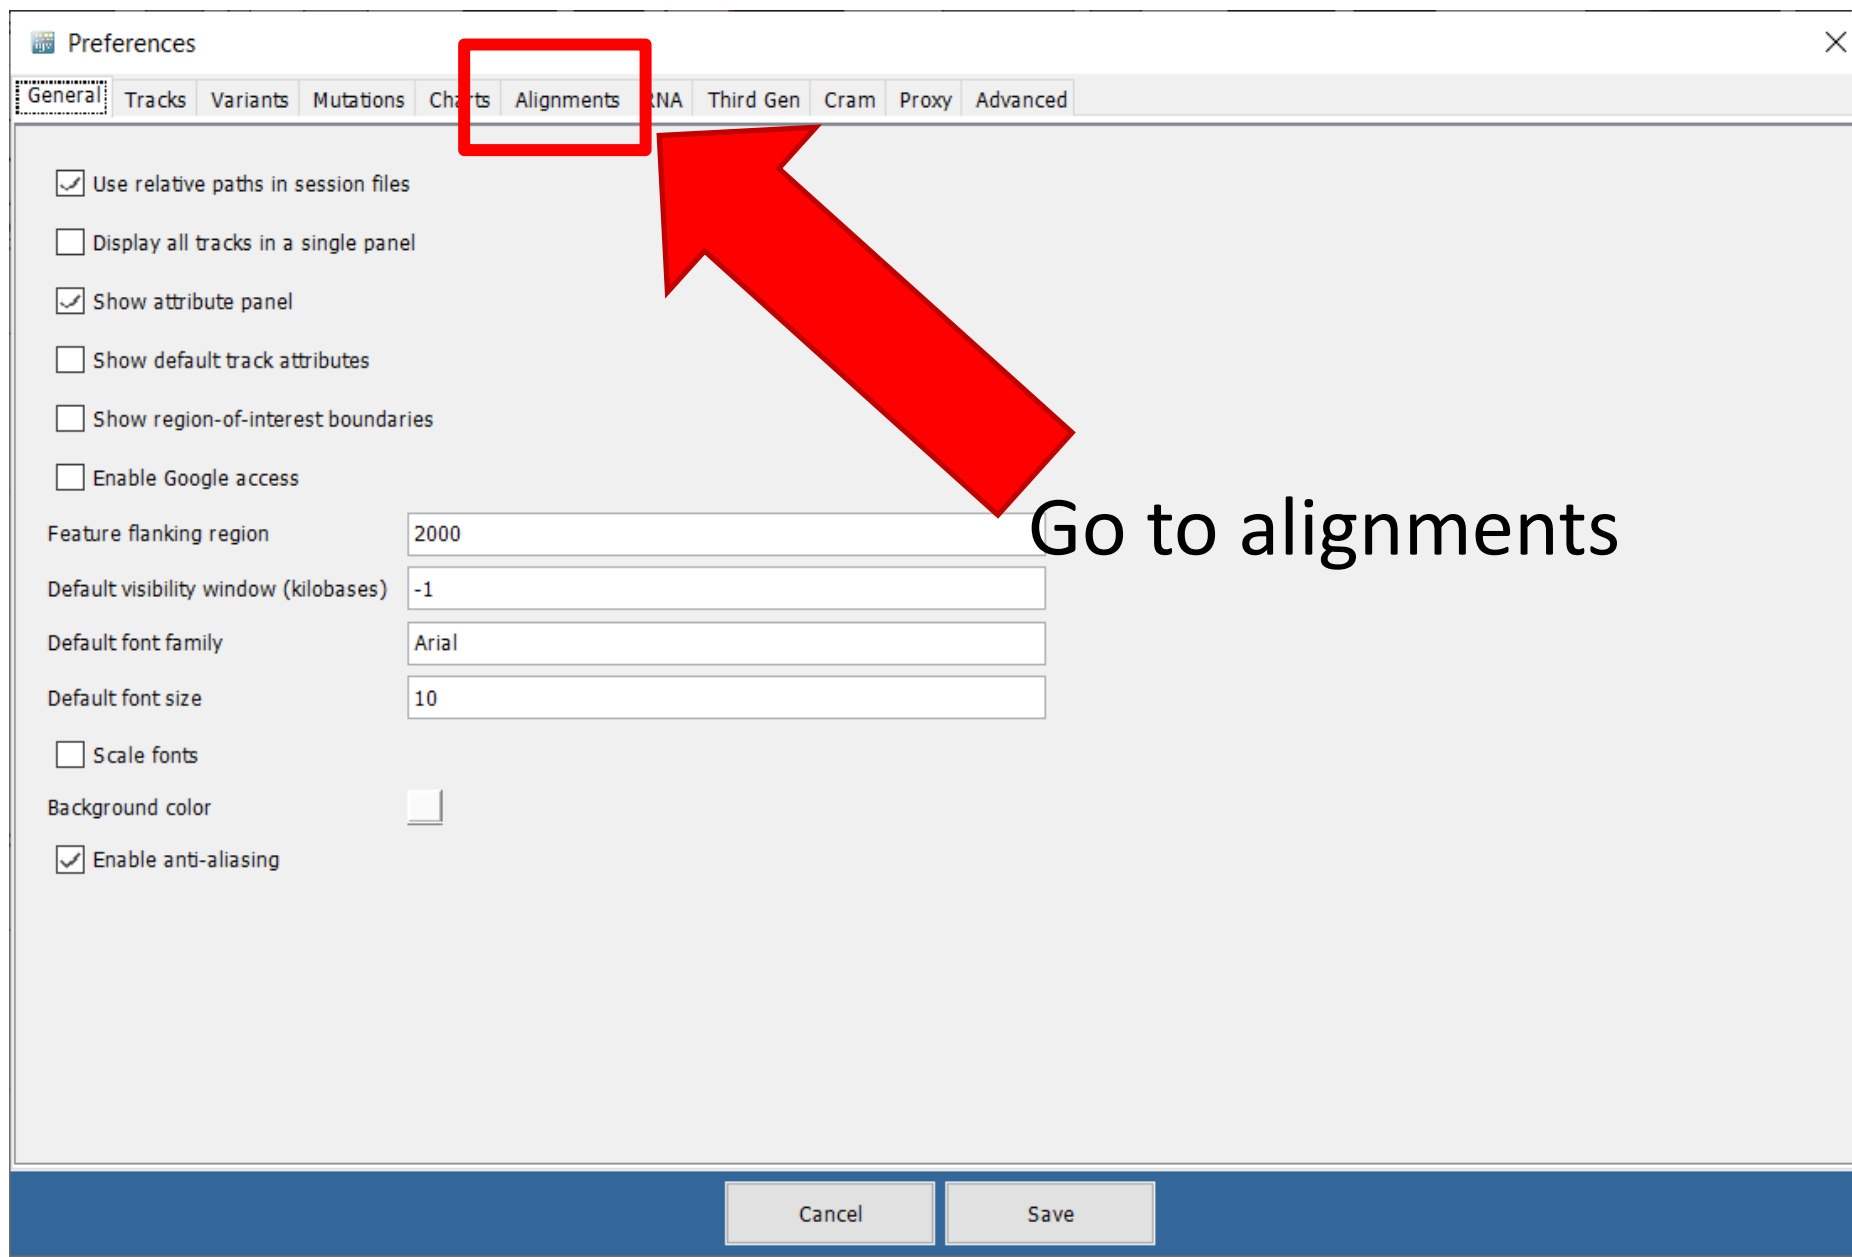 Preferences
General Tracks Variants Mutations Charts Alignments RNA Third Gen Cram Proxy Advanced
Use relative paths in session files
Display all tracks in a single panel
Show attribute panel
Show default track attributes
Show region-of-interest boundaries
Enable Google access
Feature flanking region 2000
Go to alignments
Default visibility window (kilobases) -1
Default font family Arial
Default font size 10
Scale fonts
Background color
Enable anti-aliasing
Cancel Save